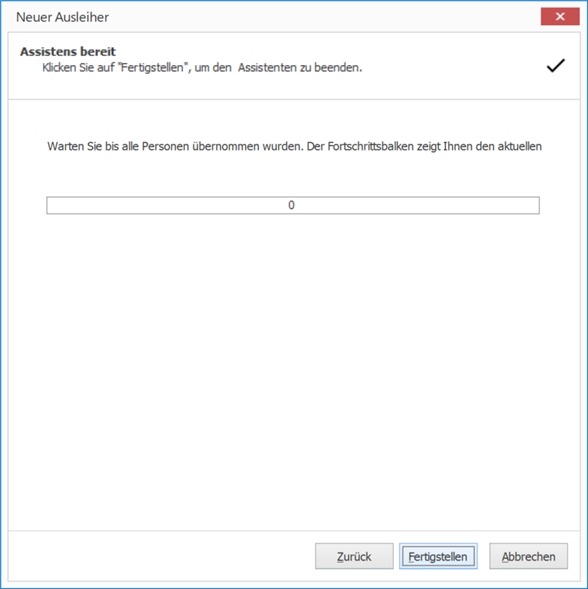 Neuer Ausleiher
Assistens bereit
Klicken Sie auf "Fertigstellen", um den  Assistenten zu beenden.
Warten Sie bis alle Personen übernommen wurden. Der Fortschrittsbalken zeigt Ihnen den aktuellen
0
Zurück Fertigstellen Abbrechen